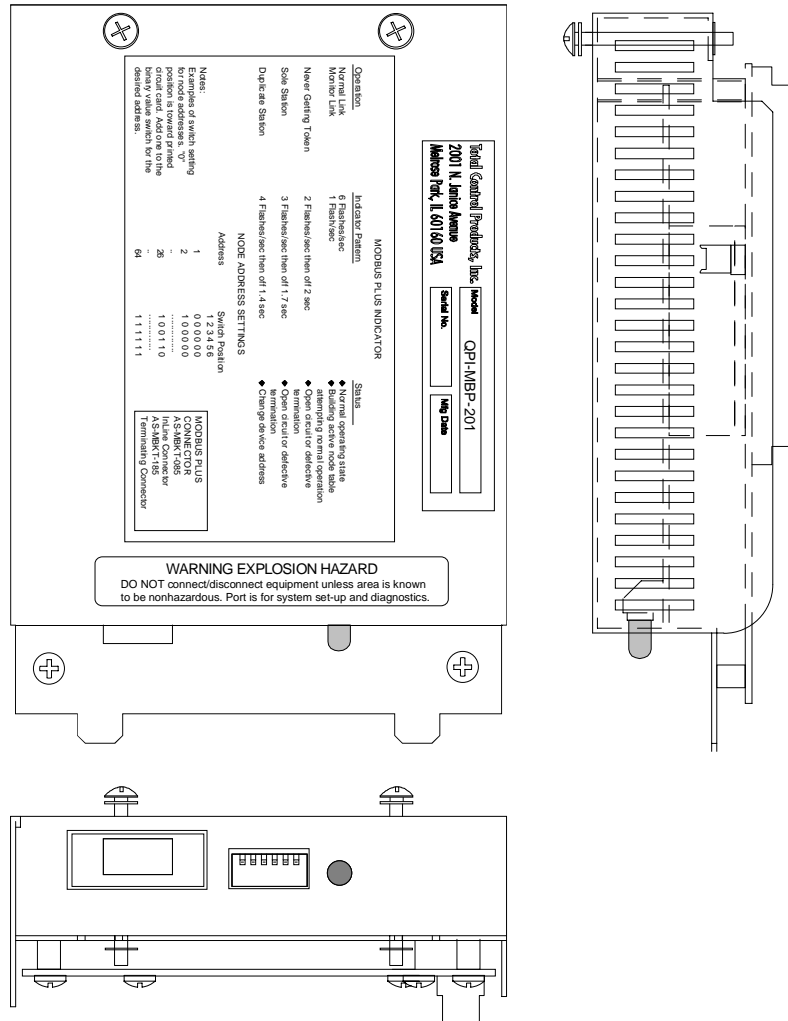 Total Control Products, Inc.
2001 N. Janice Avenue
Melrose Park, IL 60160 USA
Model QPI-MBP-201
Serial No.
Mfg Date
MODBUS PLUS INDICATOR
Operation Indicator Pattern Status
Normal Link 6 Flashes/sec ♦ Normal operating state
Monitor Link 1 Flash/sec ♦ Building active node table
attempting normal operation
Never Getting Token 2 Flashes/sec then off 2 sec ♦ Open circuit or defective
termination
Sole Station 3 Flashes/sec then off 1.7 sec ♦ Open circuit or defective
termination
Duplicate Station 4 Flashes/sec then off 1.4 sec ♦ Change device address
NODE ADDRESS SETTINGS
Address Switch Position
1 2 3 4 5 6
1 0 0 0 0 0 0
2 1 0 0 0 0 0
.. .............
26 1 0 0 1 1 0
.. .............
64 1 1 1 1 1 1
Notes:
Examples of switch setting
for node addresses. "0"
position is toward printed
circuit card. Add one to the
binary value switch for the
desired address.
MODBUS PLUS
CONNECTOR
AS-MBKT-085
InLine Connector
AS-MBKT-185
Terminating Connector
WARNING EXPLOSION HAZARD
DO NOT connect/disconnect equipment unless area is known
to be nonhazardous. Port is for system set-up and diagnostics.